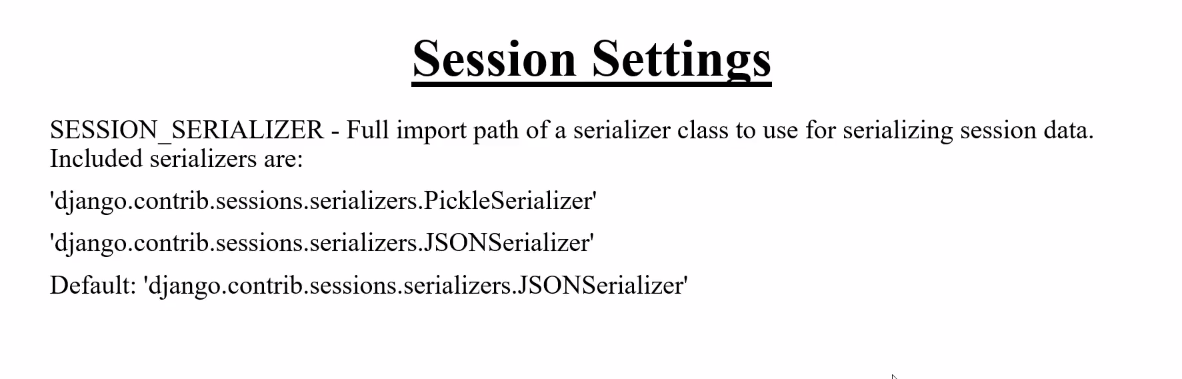 Session Settings
SESSION_SERIALIZER - Full import path of a serializer class to use for serializing session data.
Included serializers are:
'django.contrib.sessions.serializers.PickleSerializer'
'django.contrib.sessions.serializers.JSONSerializer'
Default: 'django.contrib.sessions.serializers.JSONSerializer'